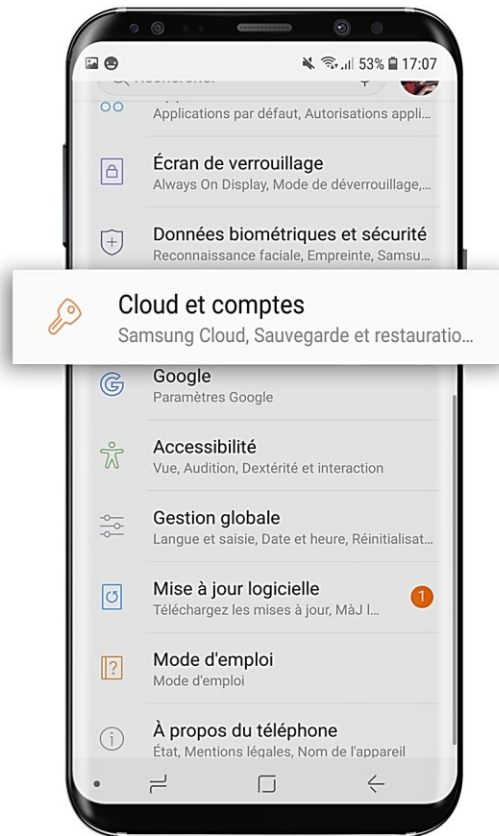 53% 17:07
Applications par défaut, Autorisations appli...
Écran de verrouillage
Always On Display, Mode de déverrouillage,...
Données biométriques et sécurité
Reconnaissance faciale, Empreinte, Samsu...
Cloud et comptes
Samsung Cloud, Sauvegarde et restauratio...
Google
Paramètres Google
Accessibilité
Vue, Audition, Dextérité et interaction
Gestion globale
Langue et saisie, Date et heure, Réinitialisat...
Mise à jour logicielle
Téléchargez les mises à jour, MàJ l...
1
Mode d'emploi
Mode d'emploi
À propos du téléphone
État, Mentions légales, Nom de l'appareil